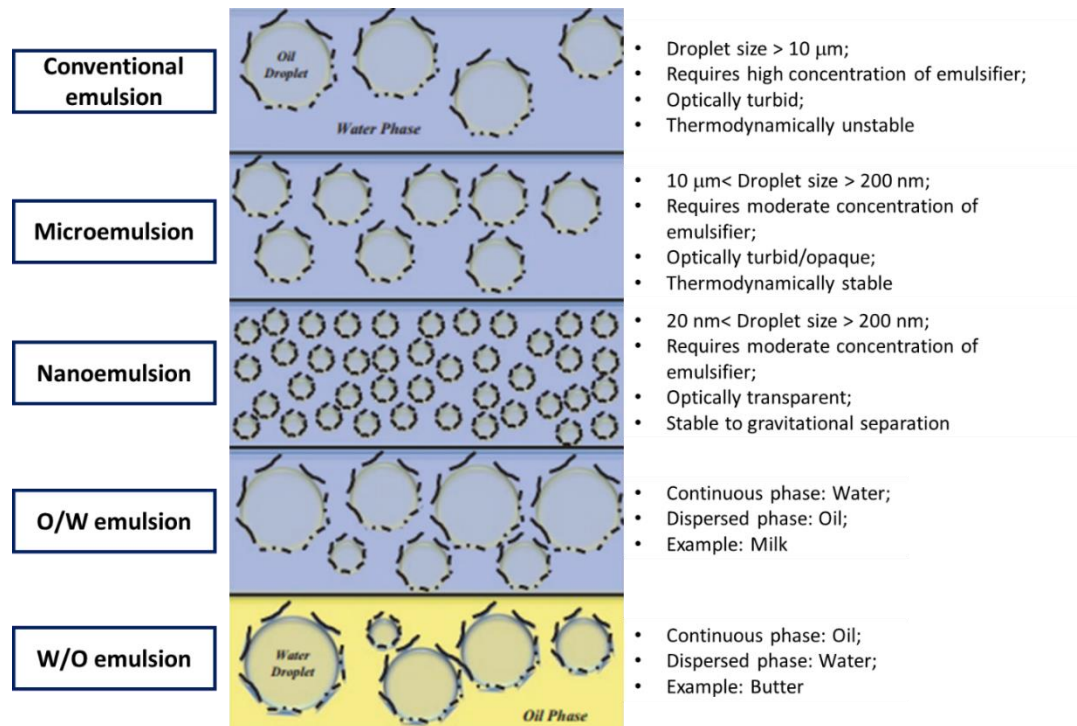 Conventional
emulsion
Oil
Droplet
Water Phase
• Droplet size > 10 μm;
• Requires high concentration of emulsifier;
• Optically turbid;
• Thermodynamically unstable
Microemulsion
• 10 μm< Droplet size > 200 nm;
• Requires moderate concentration of
emulsifier;
• Optically turbid/opaque;
• Thermodynamically stable
Nanoemulsion
• 20 nm< Droplet size > 200 nm;
• Requires moderate concentration of
emulsifier;
• Optically transparent;
• Stable to gravitational separation
O/W emulsion
• Continuous phase: Water;
• Dispersed phase: Oil;
• Example: Milk
W/O emulsion
Water
Droplet
Oil Phase
• Continuous phase: Oil;
• Dispersed phase: Water;
• Example: Butter